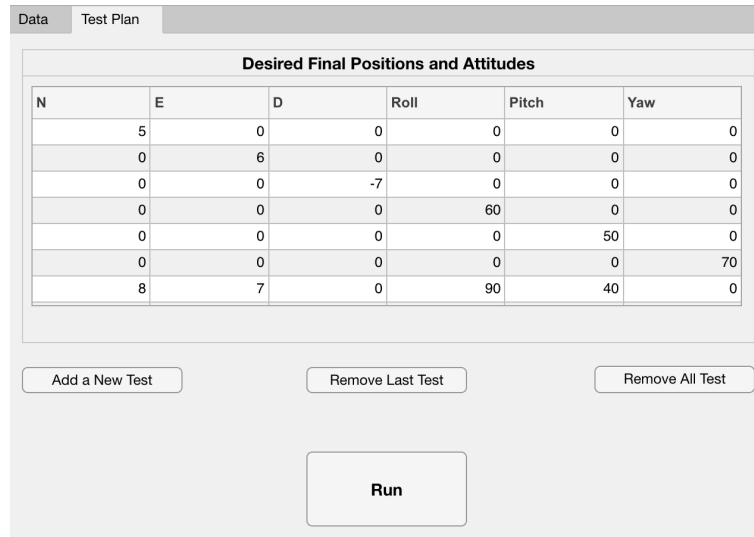 Data Test Plan
Desired Final Positions and Attitudes
N E D Roll Pitch Yaw
5 0 0 0 0 0
0 6 0 0 0 0
0 0 -7 0 0 0
0 0 0 60 0 0
0 0 0 0 50 0
0 0 0 0 0 70
8 7 0 90 40 0
Add a New Test Remove Last Test Remove All Test
Run